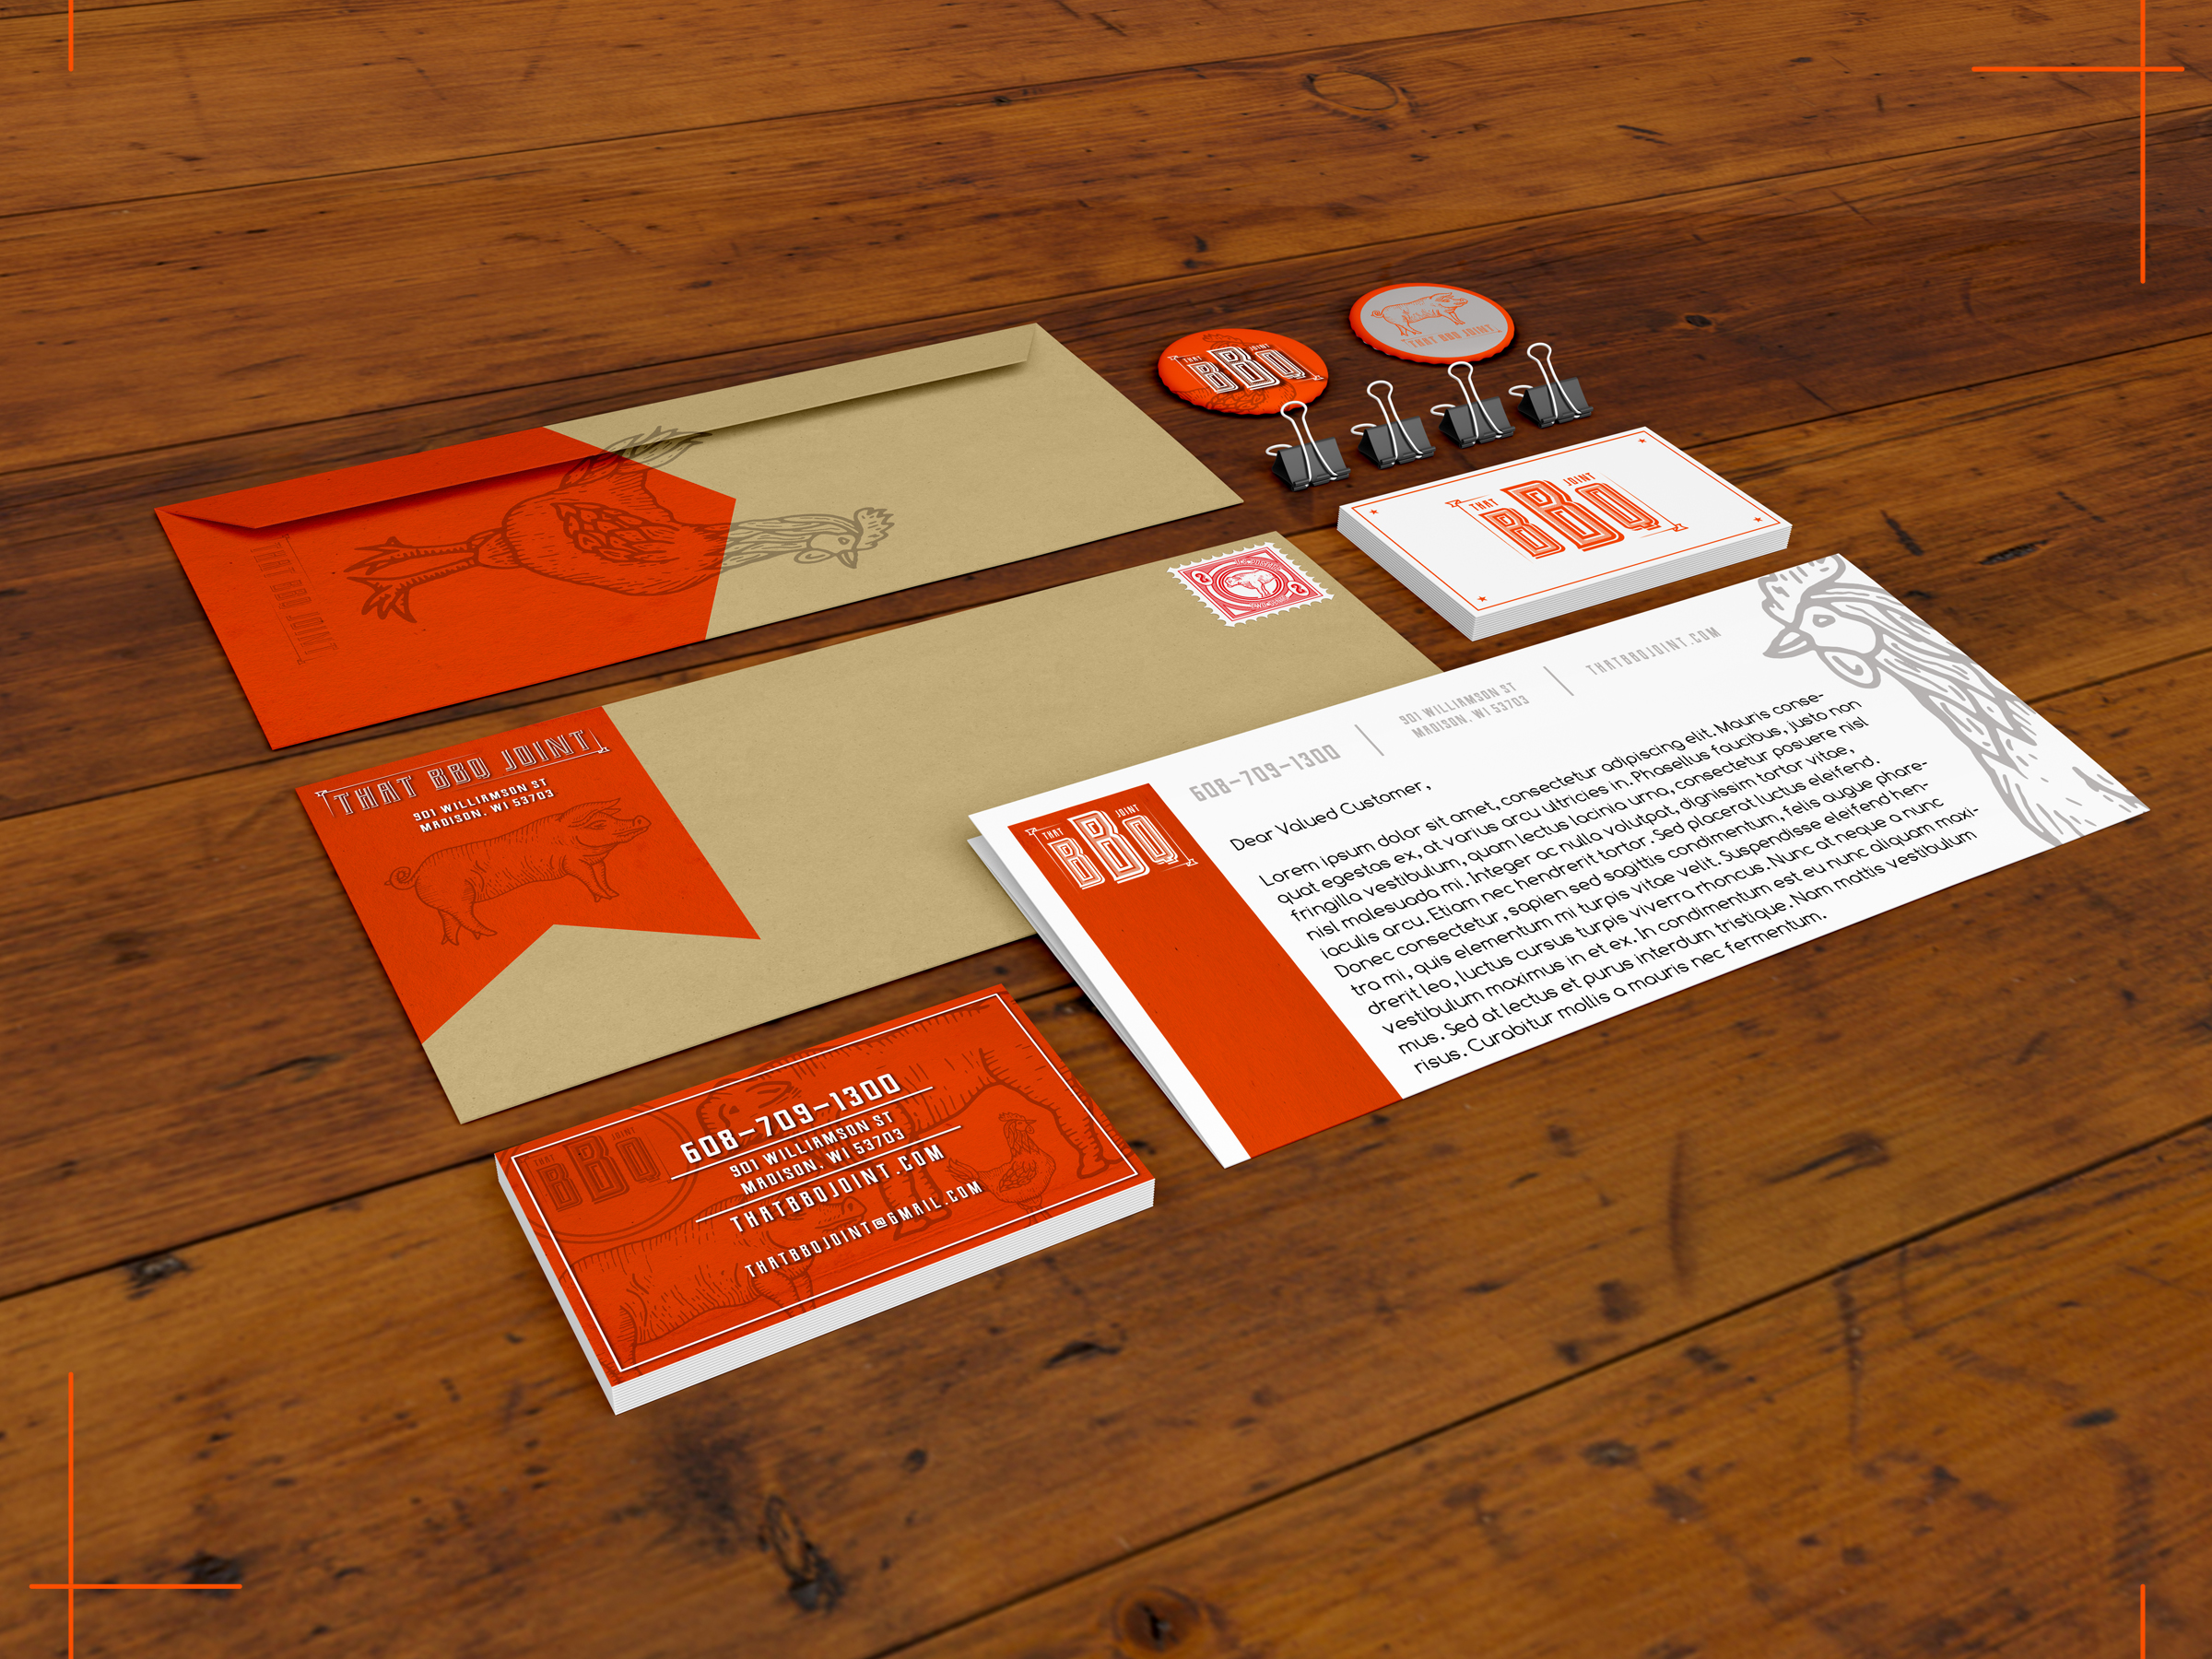 THAT BBQ JOINT
THAT BBQ JOINT
THAT BBQ JOINT
THAT BBQ JOINT
THAT BBQ JOINT
901 WILLIAMSON ST
MADISON, WI 53703
608-709-1300
901 WILLIAMSON ST
MADISON, WI 53703
THATBBQJOINT.COM
THAT BBQ JOINT
Dear Valued Customer,
Lorem ipsum dolor sit amet, consectetur adipiscing elit. Mauris conse-
quat egestas ex, at varius arcu ultricies in. Phasellus faucibus, justo non
fringilla vestibulum, quam lectus lacinia urna, consectetur posuere nisl
nisl malesuada mi. Integer ac nulla volutpat, dignissim tortor vitae,
iaculis arcu. Etiam nec hendrerit tortor. Sed placerat luctus eleifend.
Donec consectetur, sapien sed sagittis condimentum, felis augue phare-
tra mi, quis elementum mi turpis vitae velit. Suspendisse eleifend hen-
drerit leo, luctus cursus turpis viverra rhoncus. Nunc at neque a nunc
vestibulum maximus in et ex. In condimentum est eu nunc aliquam maxi-
mus. Sed at lectus et purus interdum tristique. Nam mattis vestibulum
risus. Curabitur mollis a mauris nec fermentum.
THAT BBQ JOINT
608-709-1300
901 WILLIAMSON ST
MADISON, WI 53703
THATBBQJOINT.COM
THATBBQJOINT@GMAIL.COM